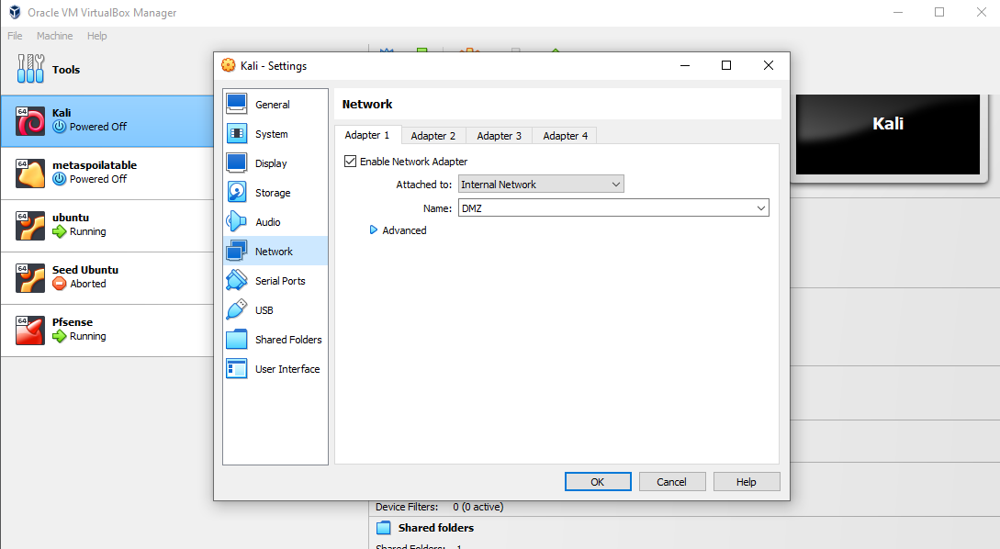 Oracle VM VirtualBox Manager
File Machine Help
Tools
64
Kali
Powered Off
64
metaspoilatable
Powered Off
64
ubuntu
Running
64
Seed Ubuntu
Aborted
64
Pfsense
Running
Kali - Settings
General
System
Display
Storage
Audio
Network
Serial Ports
USB
Shared Folders
User Interface
Network
Adapter 1 Adapter 2 Adapter 3 Adapter 4
Enable Network Adapter
Attached to: Internal Network
Name: DMZ
Advanced
OK Cancel Help
Kali
Device Filters: 0 (0 active)
Shared folders
Shared Folders: 1